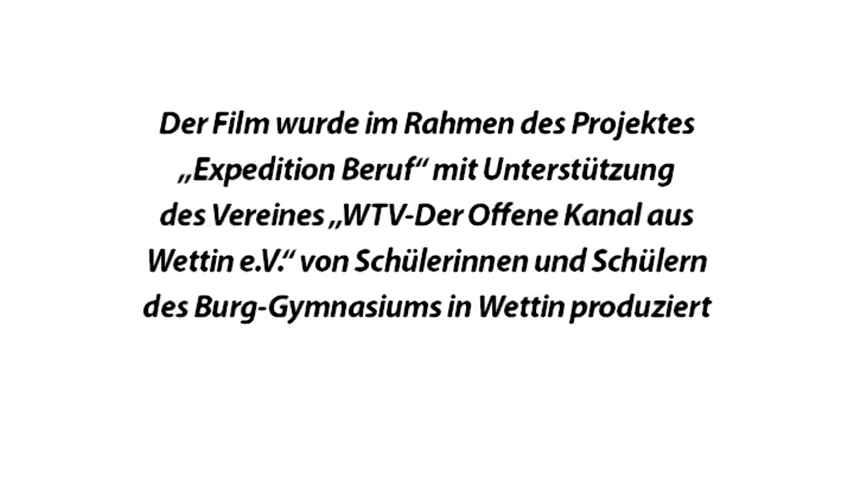 Der Film wurde im Rahmen des Projektes
„Expedition Beruf“ mit Unterstützung
des Vereines „WTV-Der Offene Kanal aus
Wettin e.V.“ von Schülerinnen und Schülern
des Burg-Gymnasiums in Wettin produziert